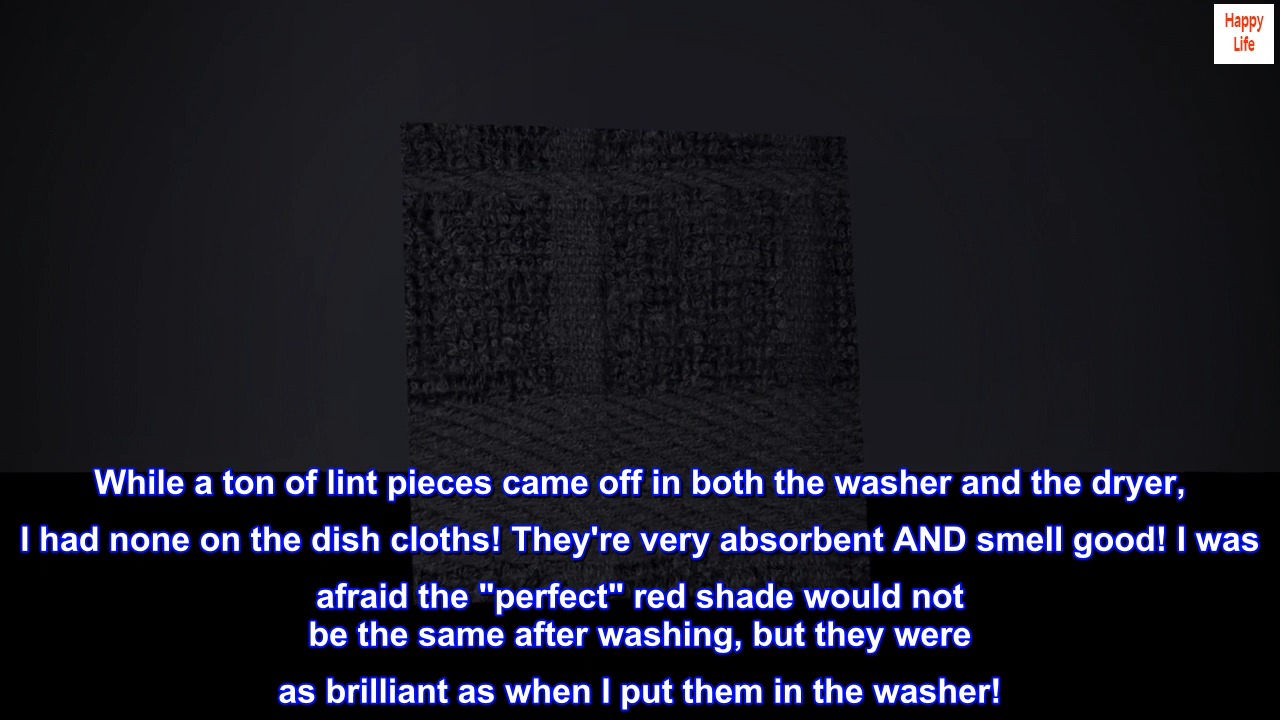 Happy
Life
While a ton of lint pieces came off in both the washer and the dryer,
I had none on the dish cloths! They're very absorbent AND smell good! I was
afraid the "perfect" red shade would not
be the same after washing, but they were
as brilliant as when I put them in the washer!